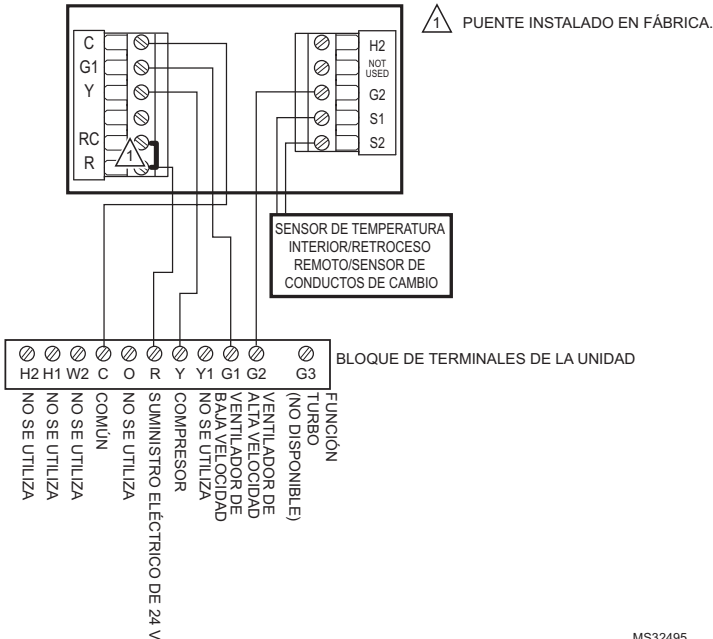 1 PUENTE INSTALADO EN FÁBRICA.
C
G1
Y
RC
R
1
H2
NOT
USED
G2
S1
S2
SENSOR DE TEMPERATURA
INTERIOR/RETROCESO
REMOTO/SENSOR DE
CONDUCTOS DE CAMBIO
H2 H1 W2 C O R Y Y1 G1 G2 G3
BLOQUE DE TERMINALES DE LA UNIDAD
NO SE UTILIZA
NO SE UTILIZA
NO SE UTILIZA
COMÚN
NO SE UTILIZA
SUMINISTRO ELÉCTRICO DE 24 V
COMPRESOR
NO SE UTILIZA
VENTILADOR DE
BAJA VELOCIDAD
VENTILADOR DE
ALTA VELOCIDAD
FUNCIÓN
TURBO
(NO DISPONIBLE)
MS32495